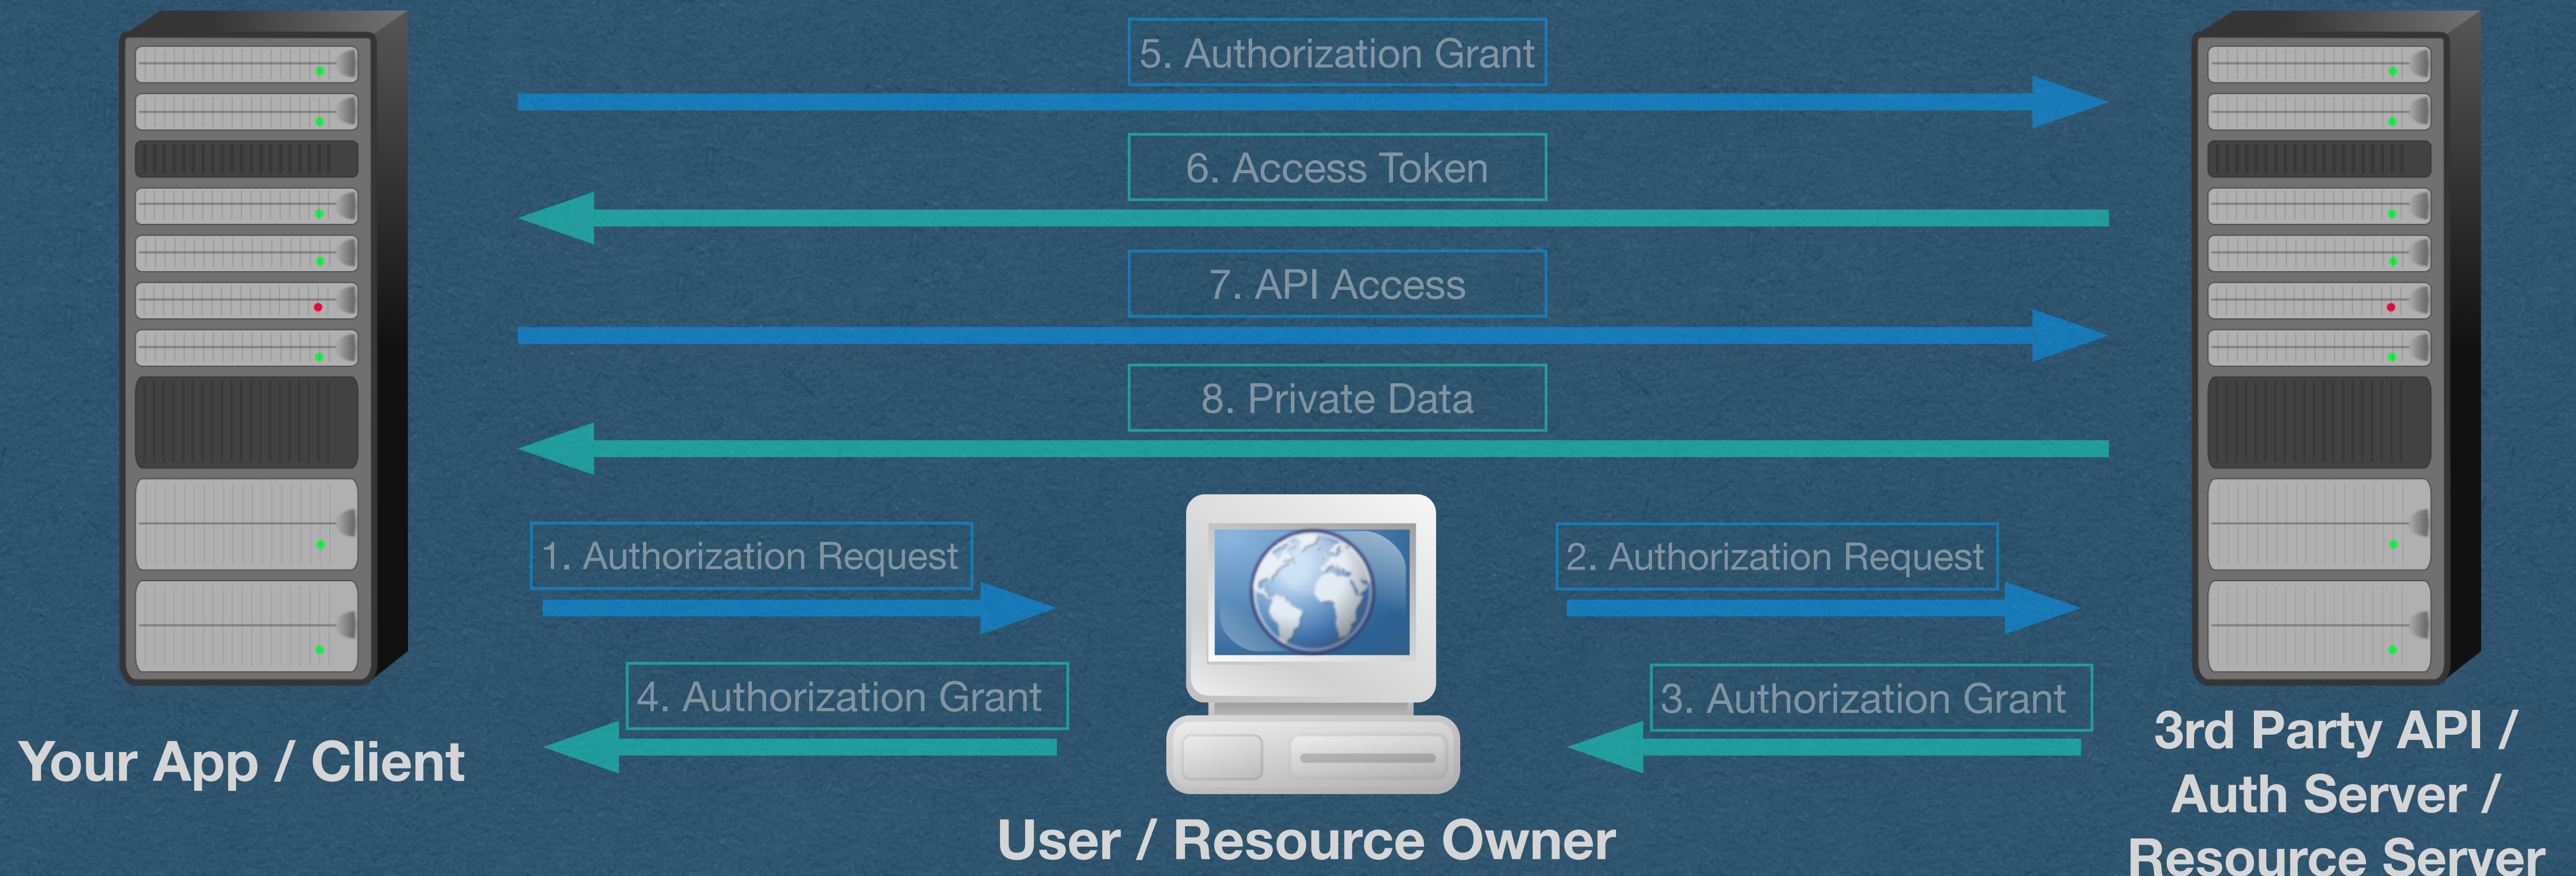 5. Authorization Grant
6. Access Token
7. API Access
8. Private Data
1. Authorization Request
2. Authorization Request
4. Authorization Grant
3. Authorization Grant
Your App / Client
User / Resource Owner
3rd Party API /
Auth Server /
Resource Server